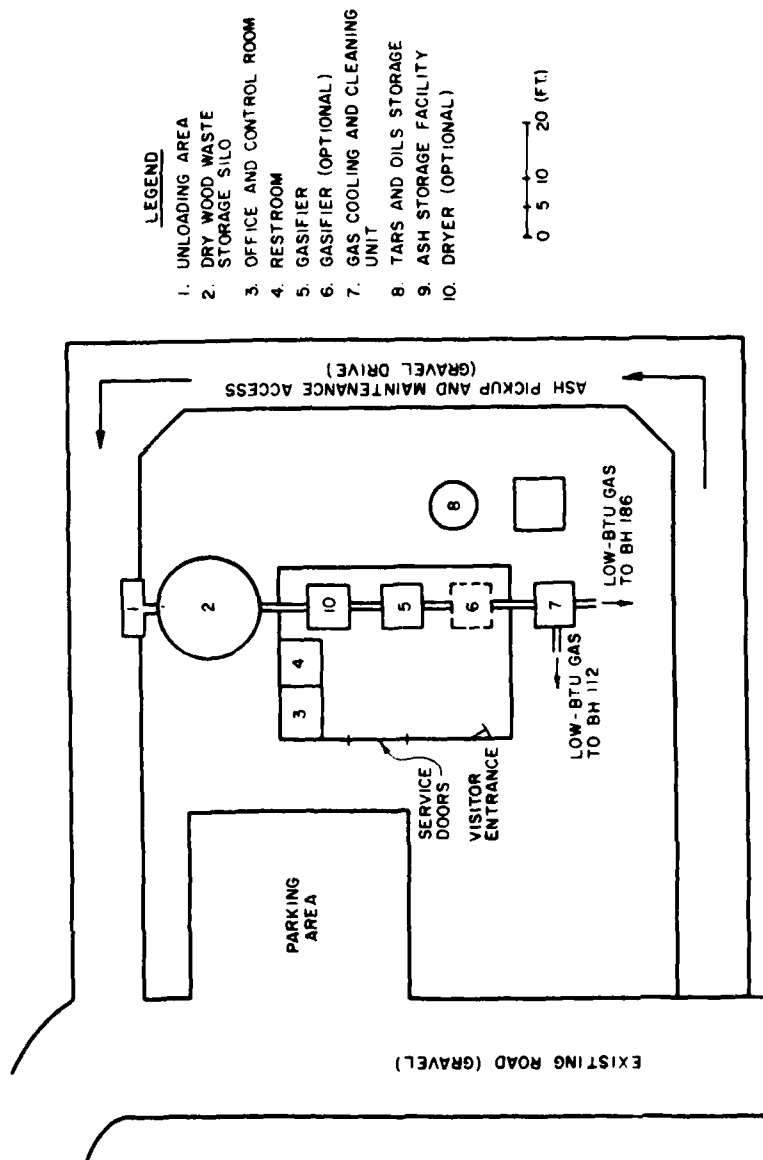 LEGEND
1. UNLOADING AREA
2. DRY WOOD WASTE
STORAGE SILO
3. OFFICE AND CONTROL ROOM
4. RESTROOM
5. GASIFIER
6. GASIFIER (OPTIONAL)
7. GAS COOLING AND CLEANING
UNIT
8. TARS AND OILS STORAGE
9. ASH STORAGE FACILITY
10. DRYER (OPTIONAL)
0 5 10 20 (FT.)
ASH PICKUP AND MAINTENANCE ACCESS
(GRAVEL DRIVE)
1
2
3
4
10
5
6
7
8
LOW-BTU GAS
TO BH 186
LOW-BTU GAS
TO BH 112
SERVICE
DOORS
VISITOR
ENTRANCE
PARKING
AREA
EXISTING ROAD (GRAVEL)